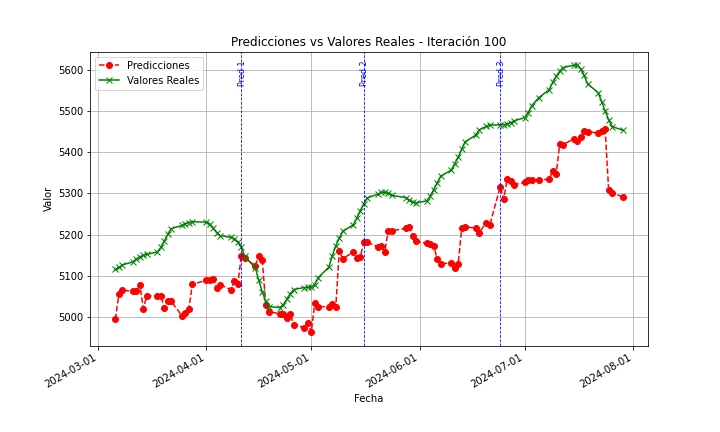 Predicciones vs Valores Reales - Iteración 100
Predicciones
Valores Reales
Pred 1
Pred 2
Pred 3
Valor
5600
5500
5400
5300
5200
5100
5000
2024-03-01
2024-04-01
2024-05-01
2024-06-01
2024-07-01
2024-08-01
Fecha